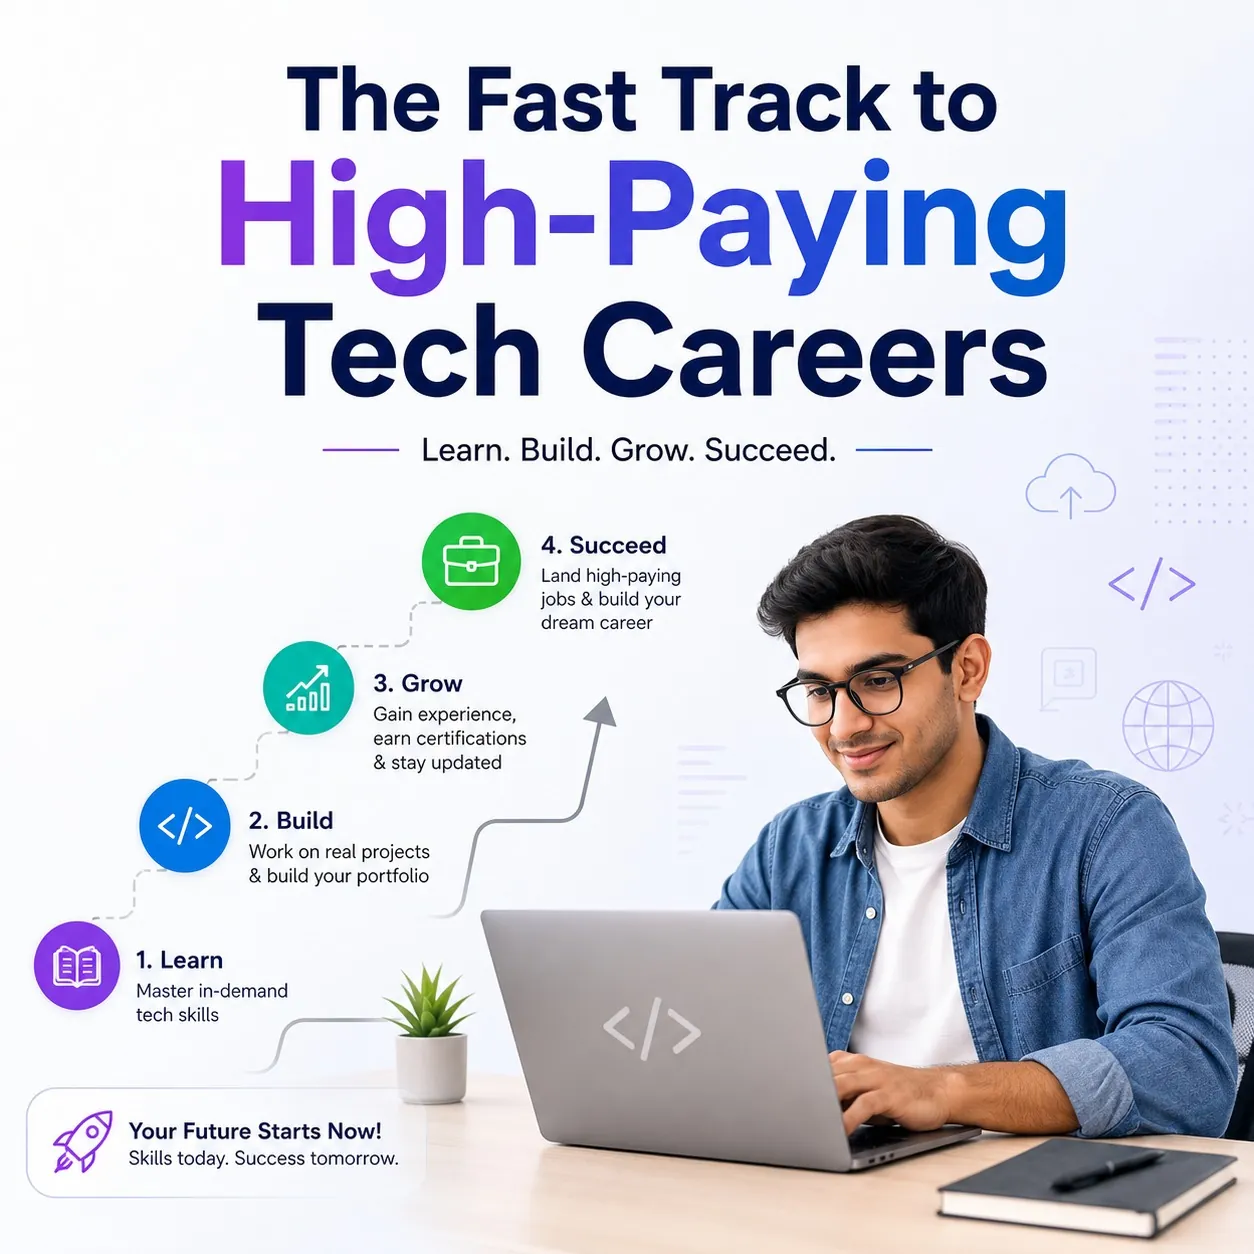 The Fast Track to
High-Paying
Tech Careers
Learn. Build. Grow. Succeed.
4. Succeed
Land high-paying
jobs & build your
dream career
3. Grow
Gain experience,
earn certifications
& stay updated
</>
2. Build
Work on real projects
& build your portfolio
1. Learn
Master in-demand
tech skills
</>
</>
Your Future Starts Now!
Skills today. Success tomorrow.